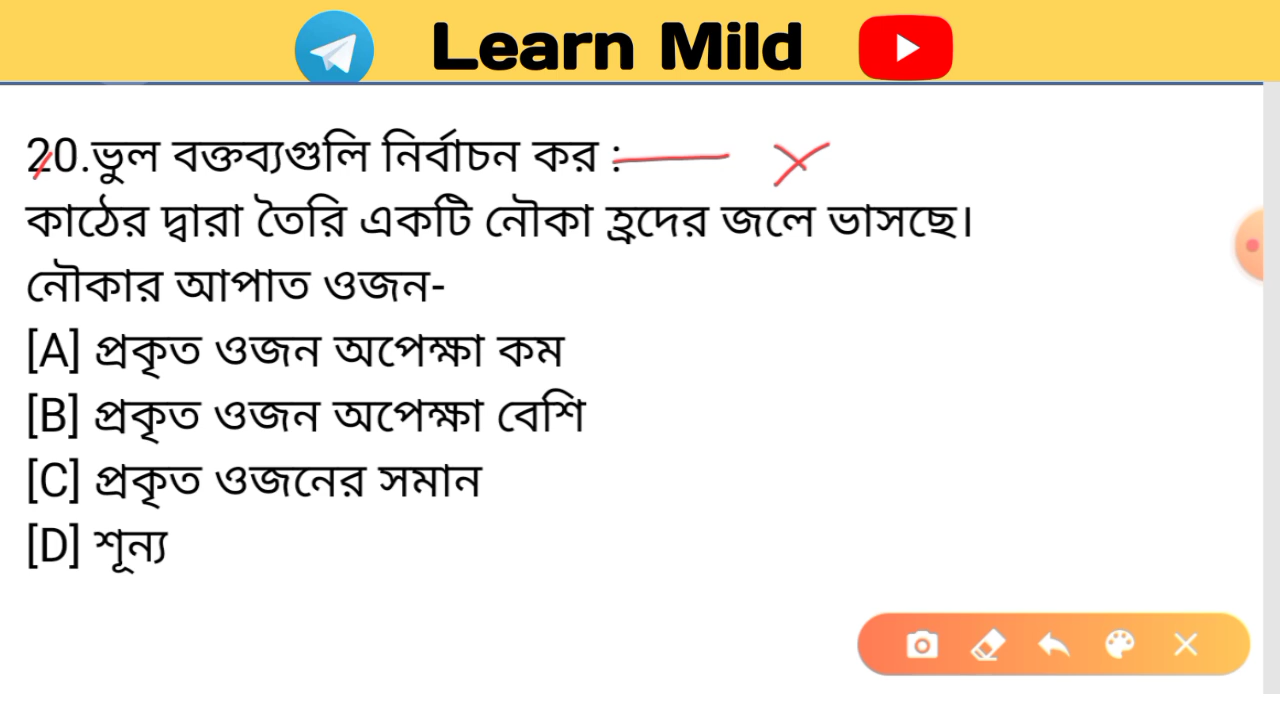 Learn Mild
20.ভুল বক্তব্যগুলি নির্বাচন কর :
কাঠের দ্বারা তৈরি একটি নৌকা হ্রদের জলে ভাসছে।
নৌকার আপাত ওজন-
[A] প্রকৃত ওজন অপেক্ষা কম
[B] প্রকৃত ওজন অপেক্ষা বেশি
[C] প্রকৃত ওজনের সমান
[D] শূন্য